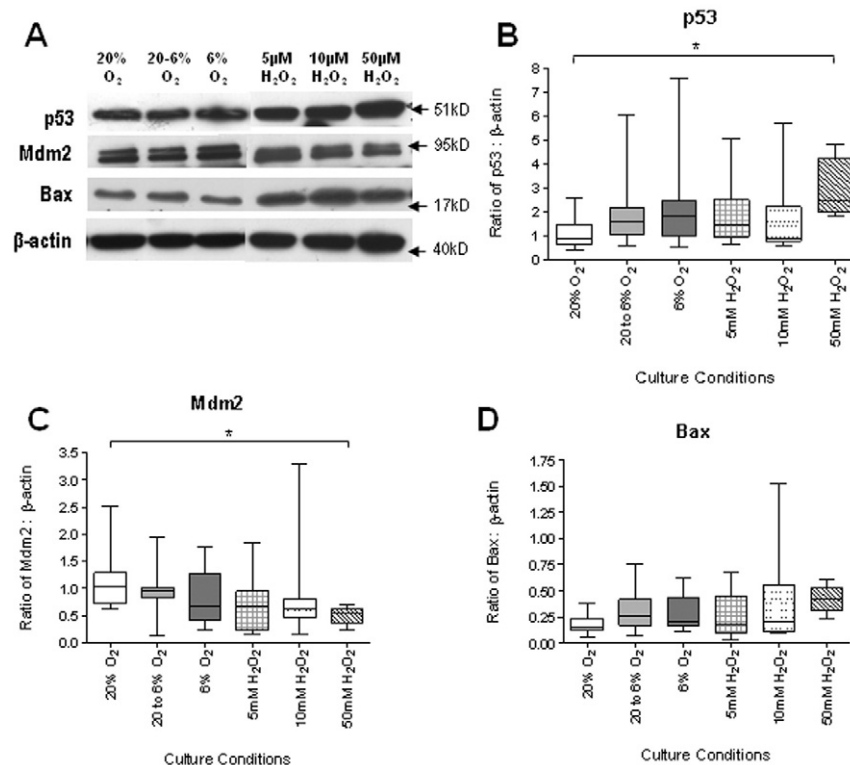 A
20% O₂ 20-6% O₂ 6% O₂ 5µM H₂O₂ 10µM H₂O₂ 50µM H₂O₂
p53 51kD
Mdm2 95kD
Bax 17kD
β-actin 40kD
B
p53
*
Ratio of p53 : β-actin
8
7
6
5
4
3
2
1
0
20% O₂ 20 to 6% O₂ 6% O₂ 5mM H₂O₂ 10mM H₂O₂ 50mM H₂O₂
Culture Conditions
C
Mdm2
*
Ratio of Mdm2 : β-actin
3.5
3.0
2.5
2.0
1.5
1.0
0.5
0.0
20% O₂ 20 to 6% O₂ 6% O₂ 5mM H₂O₂ 10mM H₂O₂ 50mM H₂O₂
Culture Conditions
D
Bax
Ratio of Bax : β-actin
1.75
1.50
1.25
1.00
0.75
0.50
0.25
0.00
20% O₂ 20 to 6% O₂ 6% O₂ 5mM H₂O₂ 10mM H₂O₂ 50mM H₂O₂
Culture Conditions